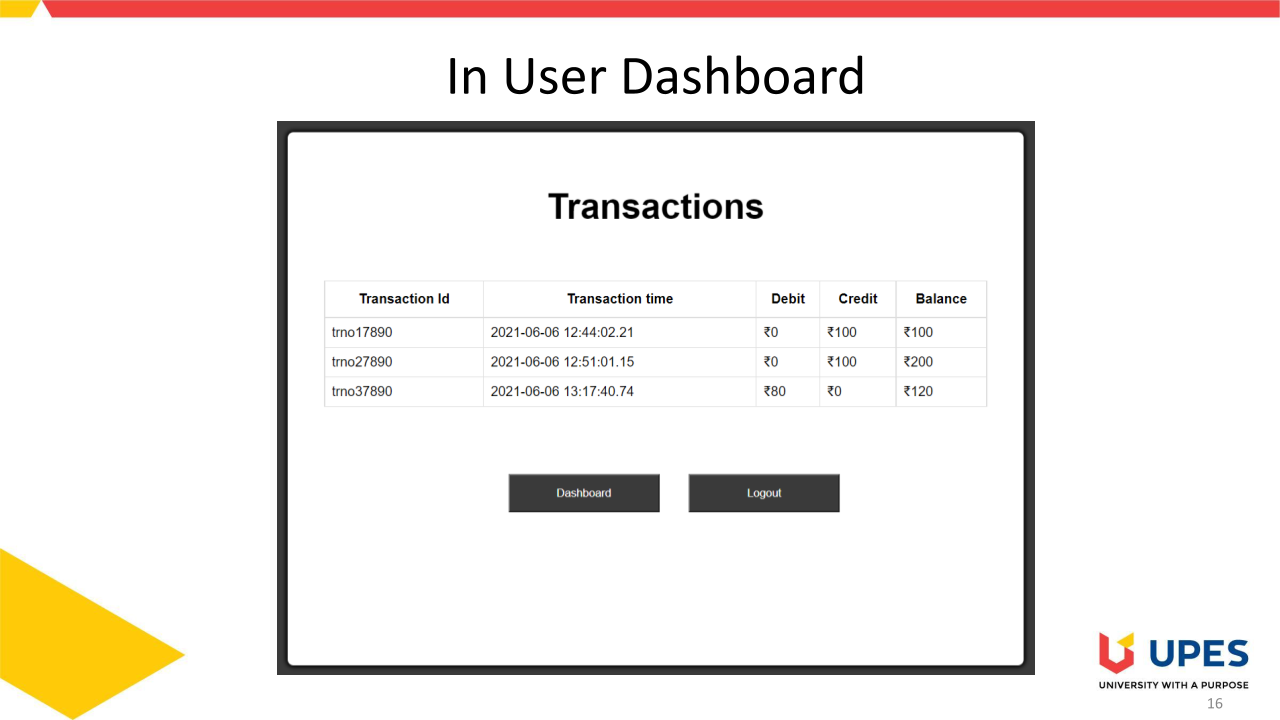 In User Dashboard
Transactions
Transaction Id Transaction time Debit Credit Balance
trno17890 2021-06-06 12:44:02.21 ₹0 ₹100 ₹100
trno27890 2021-06-06 12:51:01.15 ₹0 ₹100 ₹200
trno37890 2021-06-06 13:17:40.74 ₹80 ₹0 ₹120
Dashboard Logout
UPES
UNIVERSITY WITH A PURPOSE
16